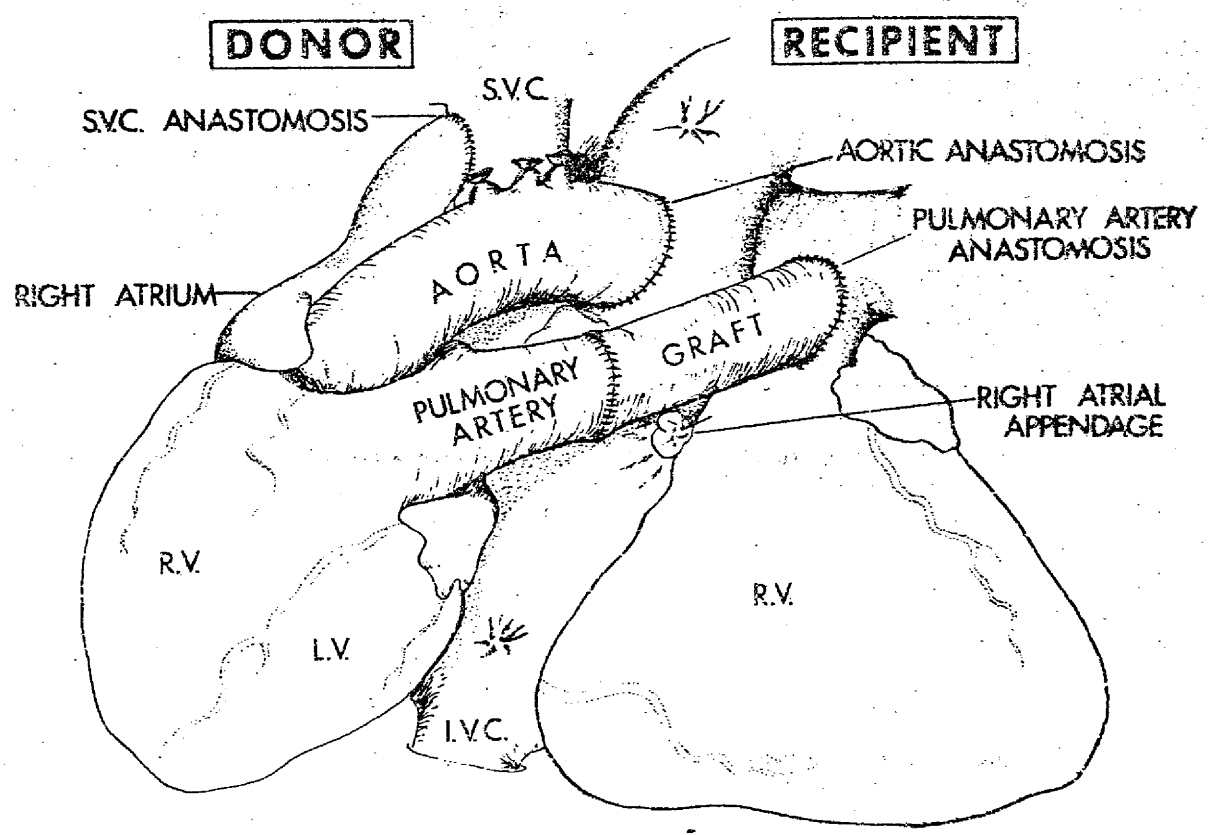 DONOR
RECIPIENT
S.V.C.
S.V.C. ANASTOMOSIS
AORTIC ANASTOMOSIS
PULMONARY ARTERY
ANASTOMOSIS
AORTA
RIGHT ATRIUM
GRAFT
PULMONARY
ARTERY
RIGHT ATRIAL
APPENDAGE
R.V.
R.V.
L.V.
I.V.C.